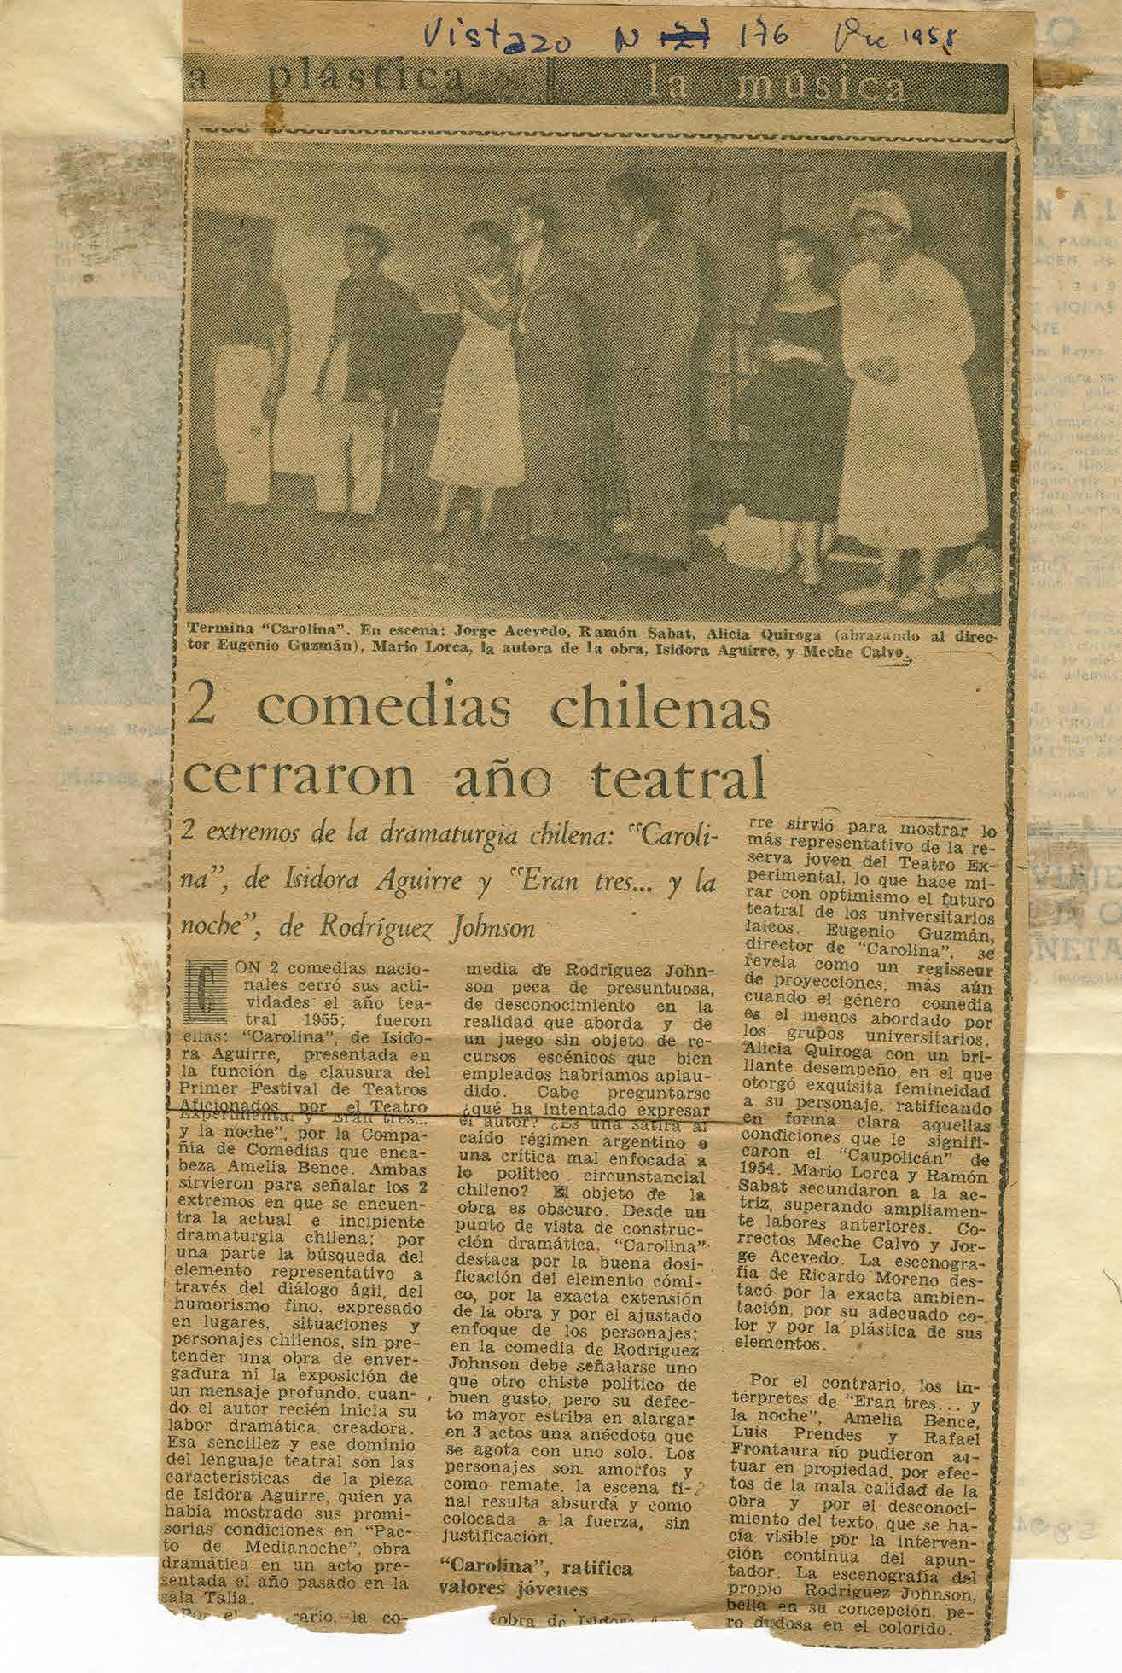 Vistazo N 176 Dic 1958
a plástica
la música
Termina "Carolina". En escena: Jorge Acevedo, Ramón Sabat, Alicia Quiroga (abrazando al direc-
tor Eugenio Guzmán), Mario Lorca, la autora de la obra, Isidora Aguirre, y Meche Calvo.
2 comedias chilenas
cerraron año teatral
2 extremos de la dramaturgia chilena: "Caroli-
na", de Isidora Aguirre y "Eran tres... y la
noche", de Rodríguez Johnson
CON 2 comedias nacio-
nales cerró sus acti-
vidades el año tea-
tral 1955; fueron
ellas: "Carolina", de Isido-
ra Aguirre, presentada en
la función de clausura del
Primer Festival de Teatros
Aficionados por el Teatro
Experimental y "Eran tres...
y la noche", por la Compa-
ñía de Comedias que enca-
beza Amelia Bence. Ambas
sirvieron para señalar los 2
extremos en que se encuen-
tra la actual e incipiente
dramaturgia chilena; por
una parte la búsqueda del
elemento representativo a
través del diálogo ágil, del
humorismo fino, expresado
en lugares, situaciones y
personajes chilenos, sin pre-
tender una obra de enver-
gadura ni la exposición de
un mensaje profundo, cuan-
do el autor recién inicia su
labor dramática creadora.
Esa sencillez y ese dominio
del lenguaje teatral son las
características de la pieza
de Isidora Aguirre, quien ya
había mostrado sus promi-
sorias condiciones en "Pac-
to de Medianoche", obra
dramática en un acto pre-
sentada el año pasado en la
sala Talía.
Por el rario, la co-
media de Rodríguez John-
son peca de presuntuosa,
de desconocimiento en la
realidad que aborda y de
un juego sin objeto de re-
cursos escénicos que bien
empleados habríamos aplau-
dido. Cabe preguntarse
¿qué ha intentado expresar
el autor? ¿Es una sátira al
caído régimen argentino o
una crítica mal enfocada a
lo político circunstancial
chileno? El objeto de la
obra es obscuro. Desde un
punto de vista de construc-
ción dramática, "Carolina"
destaca por la buena dosi-
ficación del elemento cómi-
co, por la exacta extensión
de la obra y por el ajustado
enfoque de los personajes;
en la comedia de Rodríguez
Johnson debe señalarse uno
que otro chiste político de
buen gusto, pero su defec-
to mayor estriba en alargar
en 3 actos una anécdota que
se agota con uno solo. Los
personajes son amorfos y
como remate, la escena fi-
nal resulta absurda y como
colocada a la fuerza, sin
justificación.
"Carolina", ratifica
valores jóvenes
obra de Isidora
rre sirvió para mostrar lo
más representativo de la re-
serva joven del Teatro Ex-
perimental, lo que hace mi-
rar con optimismo el futuro
teatral de los universitarios
laicos. Eugenio Guzmán,
director de "Carolina", se
revela como un regisseur
de proyecciones, más aún
cuando el género comedia
es el menos abordado por
los grupos universitarios.
Alicia Quiroga con un bri-
llante desempeño, en el que
otorgó exquisita femineidad
a su personaje, ratificando
en forma clara aquellas
condiciones que le signifi-
caron el "Caupolicán" de
1954. Mario Lorca y Ramón
Sabat secundaron a la ac-
triz, superando ampliamen-
te labores anteriores. Co-
rrectos Meche Calvo y Jor-
ge Acevedo. La escenogra-
fía de Ricardo Moreno des-
tacó por la exacta ambien-
tación, por su adecuado co-
lor y por la plástica de sus
elementos.
Por el contrario, los in-
térpretes de "Eran tres... y
la noche", Amelia Bence,
Luis Prendes y Rafael
Frontaura no pudieron ac-
tuar en propiedad, por efec-
tos de la mala calidad de la
obra y por el desconoci-
miento del texto, que se ha-
cía visible por la interven-
ción continua del apun-
tador. La escenografía del
propio Rodríguez Johnson,
bella en su concepción, pe-
ro dudosa en el colorido.